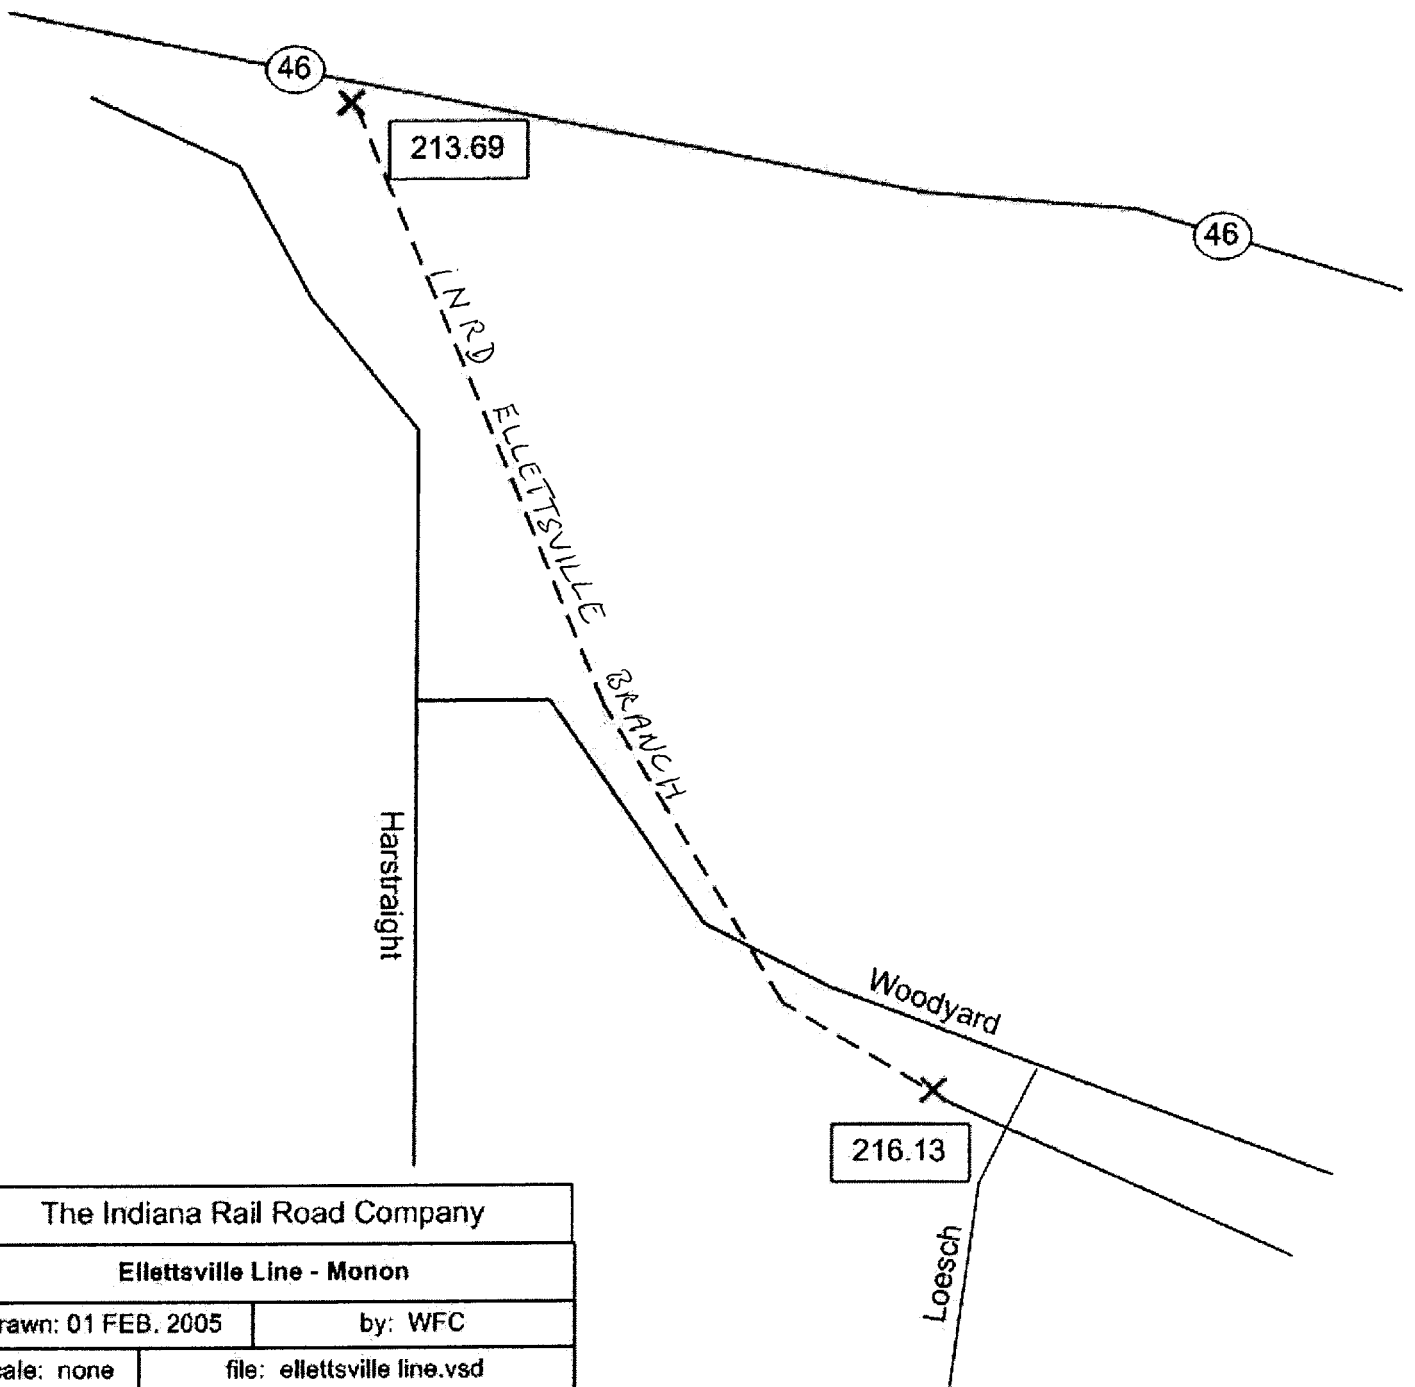 46
213.69
46
INRD ELLETTSVILLE BRANCH
Harstraight
Woodyard
216.13
Loesch
The Indiana Rail Road Company
Ellettsville Line - Monon
rawn: 01 FEB. 2005
by: WFC
cale: none
file: ellettsville line.vsd